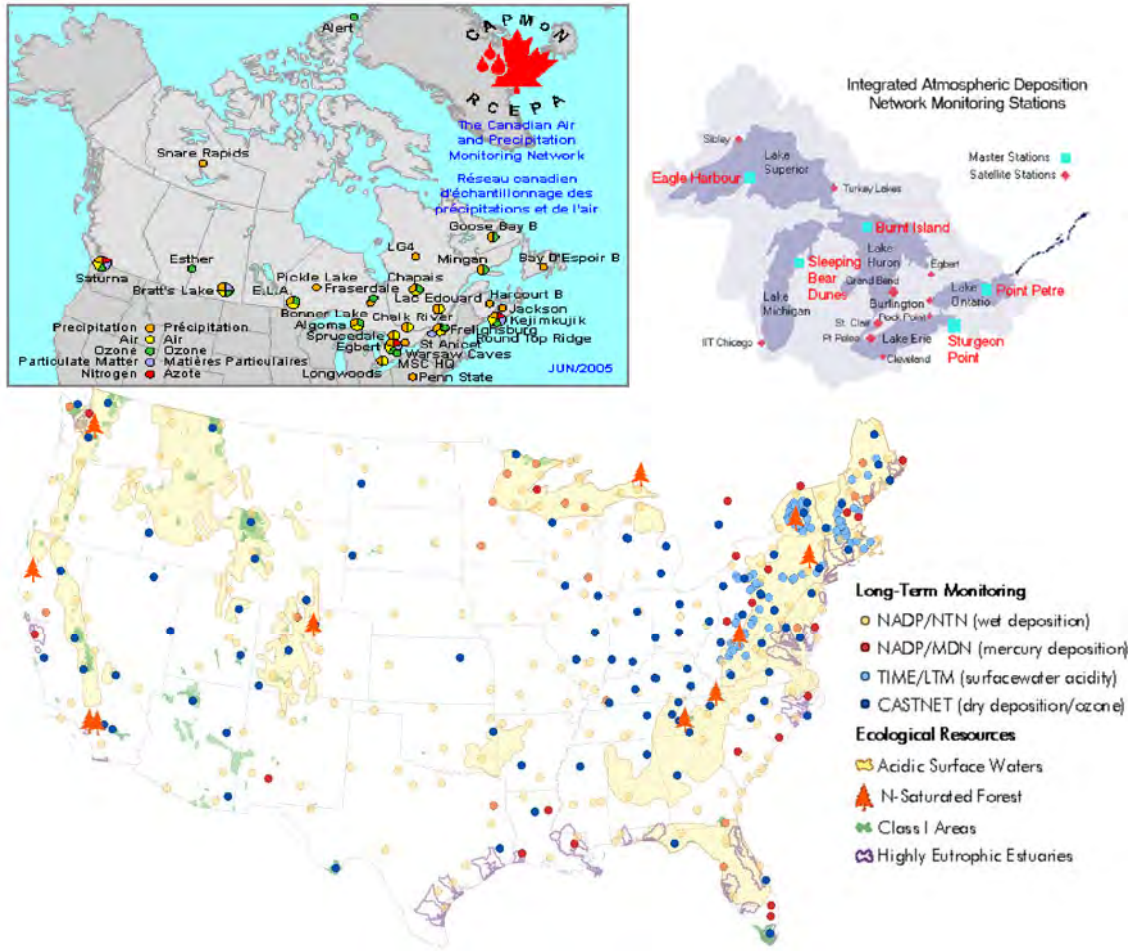 Alert
CAPMoN
RCEPA
The Canadian Air
and Precipitation
Monitoring Network
Réseau canadien
d'échantillonnage des
précipitations et de l'air
Snare Rapids
Goose Bay B
LG4
Mingan
Bay D'Espoir B
Esther
Saturna
Pickle Lake
Chapais
Bratt's Lake
E.L.A.
Fraserdale
Lac Edouard
Harcourt B
Bonner Lake
Jackson
Chalk River
Kejimkujik
Algoma
Frelighsburg
Sprucedale
Round Top Ridge
St Anicet
Egbert
Warsaw Caves
MSC HQ
Longwoods
Penn State
Precipitation Précipitation
Air Air
Ozone Ozone
Particulate Matter Matières Particulaires
Nitrogen Azote
JUN/2005
Integrated Atmospheric Deposition
Network Monitoring Stations
Master Stations
Satellite Stations
Sibley
Lake
Superior
Eagle Harbour
Turkey Lakes
Burnt Island
Lake
Huron
Sleeping
Bear
Dunes
Egbert
Grand Bend
Lake
Michigan
Burlington
Lake
Ontario
Point Petre
Rock Point
St. Clair
Lake Erie
Sturgeon
Point
IIT Chicago
Pt Pelee
Cleveland
Long-Term Monitoring
NADP/NTN (wet deposition)
NADP/MDN (mercury deposition)
TIME/LTM (surfacewater acidity)
CASTNET (dry deposition/ozone)
Ecological Resources
Acidic Surface Waters
N-Saturated Forest
Class I Areas
Highly Eutrophic Estuaries